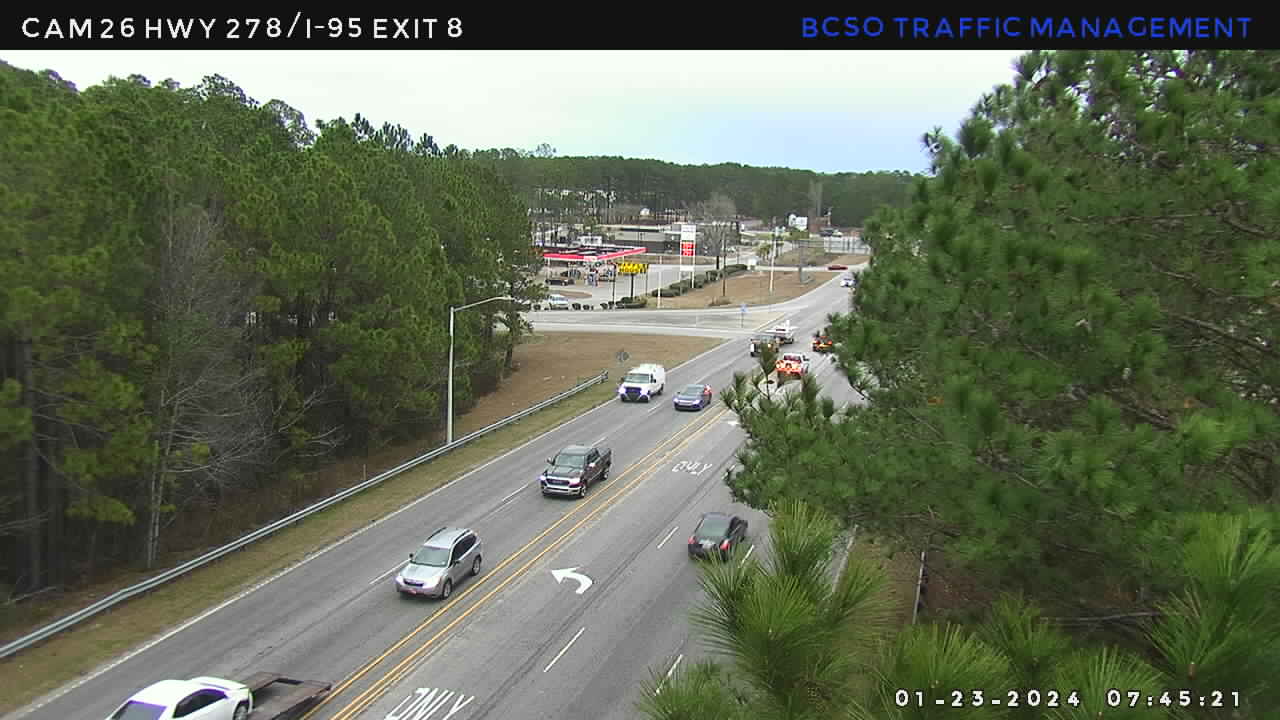 CAM 26 HWY 278/I-95 EXIT 8
BCSO TRAFFIC MANAGEMENT
ONLY
ONLY
01-23-2024 07:45:21